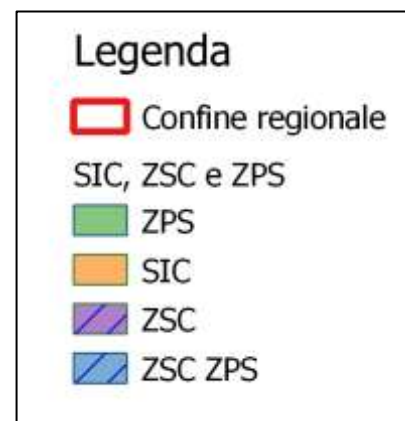 Legenda
Confine regionale
SIC, ZSC e ZPS
ZPS
SIC
ZSC
ZSC ZPS